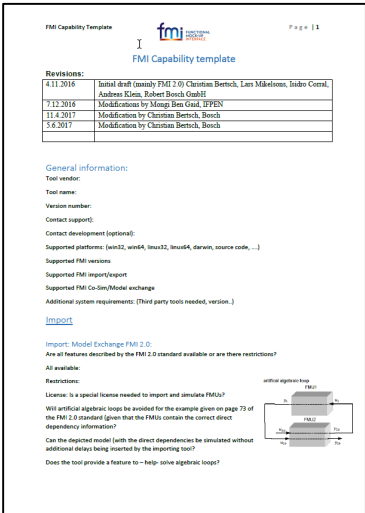 FMI Capability Template
fmi FUNCTIONAL MOCK-UP INTERFACE
Page | 1
FMI Capability template
Revisions:
4.11.2016 Initial draft (mainly FMI 2.0) Christian Bertsch, Lars Mikelsons, Isidro Corral,
Andreas Klein, Robert Bosch GmbH
7.12.2016 Modifications by Mongi Ben Gaid, IFPEN
11.4.2017 Modification by Christian Bertsch, Bosch
5.6.2017 Modification by Christian Bertsch, Bosch
General information:
Tool vendor:
Tool name:
Version number:
Contact support):
Contact development (optional):
Supported platforms: (win32, win64, linux32, linux64, darwin, source code, ....)
Supported FMI versions
Supported FMI import/export
Supported FMI Co-Sim/Model exchange
Additional system requirements: (Third party tools needed, version..)
Import
Import: Model Exchange FMI 2.0:
Are all features described by the FMI 2.0 standard available or are there restrictions?
All available:
Restrictions:
License: Is a special license needed to import and simulate FMUs?
Will artificial algebraic loops be avoided for the example given on page 73 of
the FMI 2.0 standard (given that the FMUs contain the correct direct
dependency information?
Can the depicted model (with the direct dependencies be simulated without
additional delays being inserted by the importing tool?
Does the tool provide a feature to – help- solve algebraic loops?
artificial algebraic loop
FMU1
FMU2